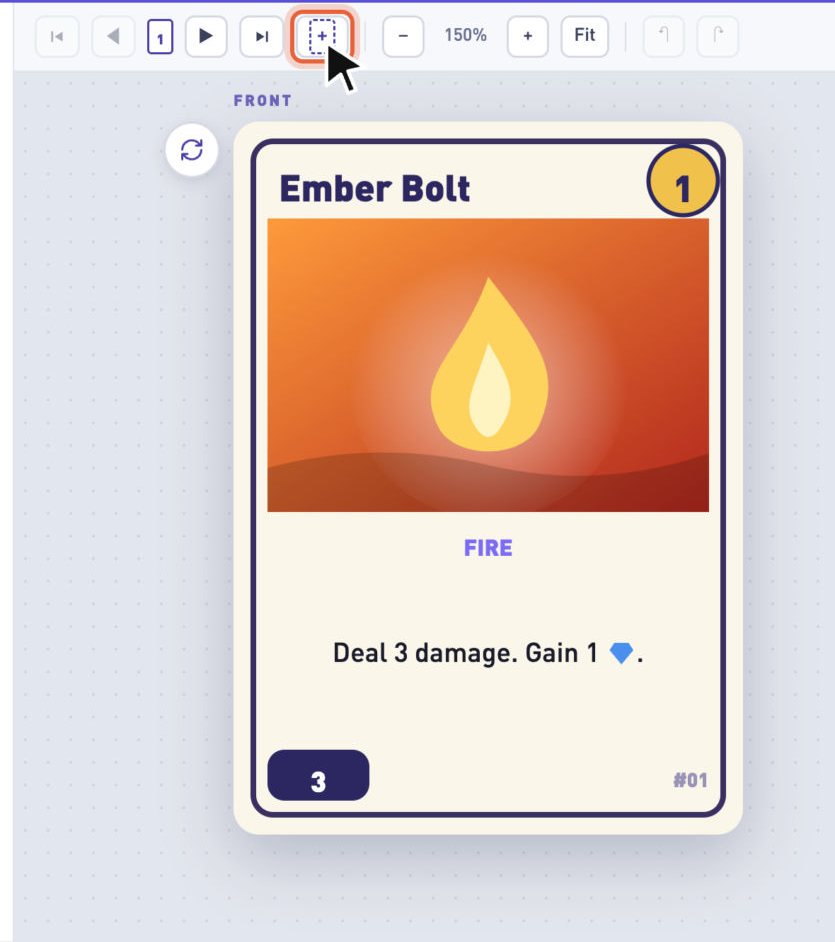 1 + − 150% + Fit
FRONT
Ember Bolt 1
FIRE
Deal 3 damage. Gain 1 .
3 #01